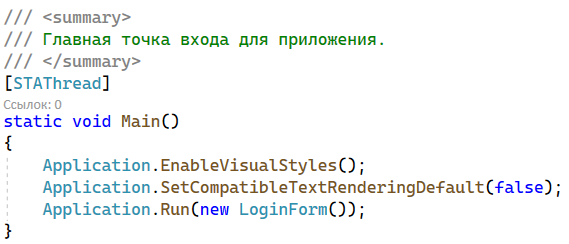 /// <summary>
/// Главная точка входа для приложения.
/// </summary>
[STAThread]
Ссылок: 0
static void Main()
{
    Application.EnableVisualStyles();
    Application.SetCompatibleTextRenderingDefault(false);
    Application.Run(new LoginForm());
}